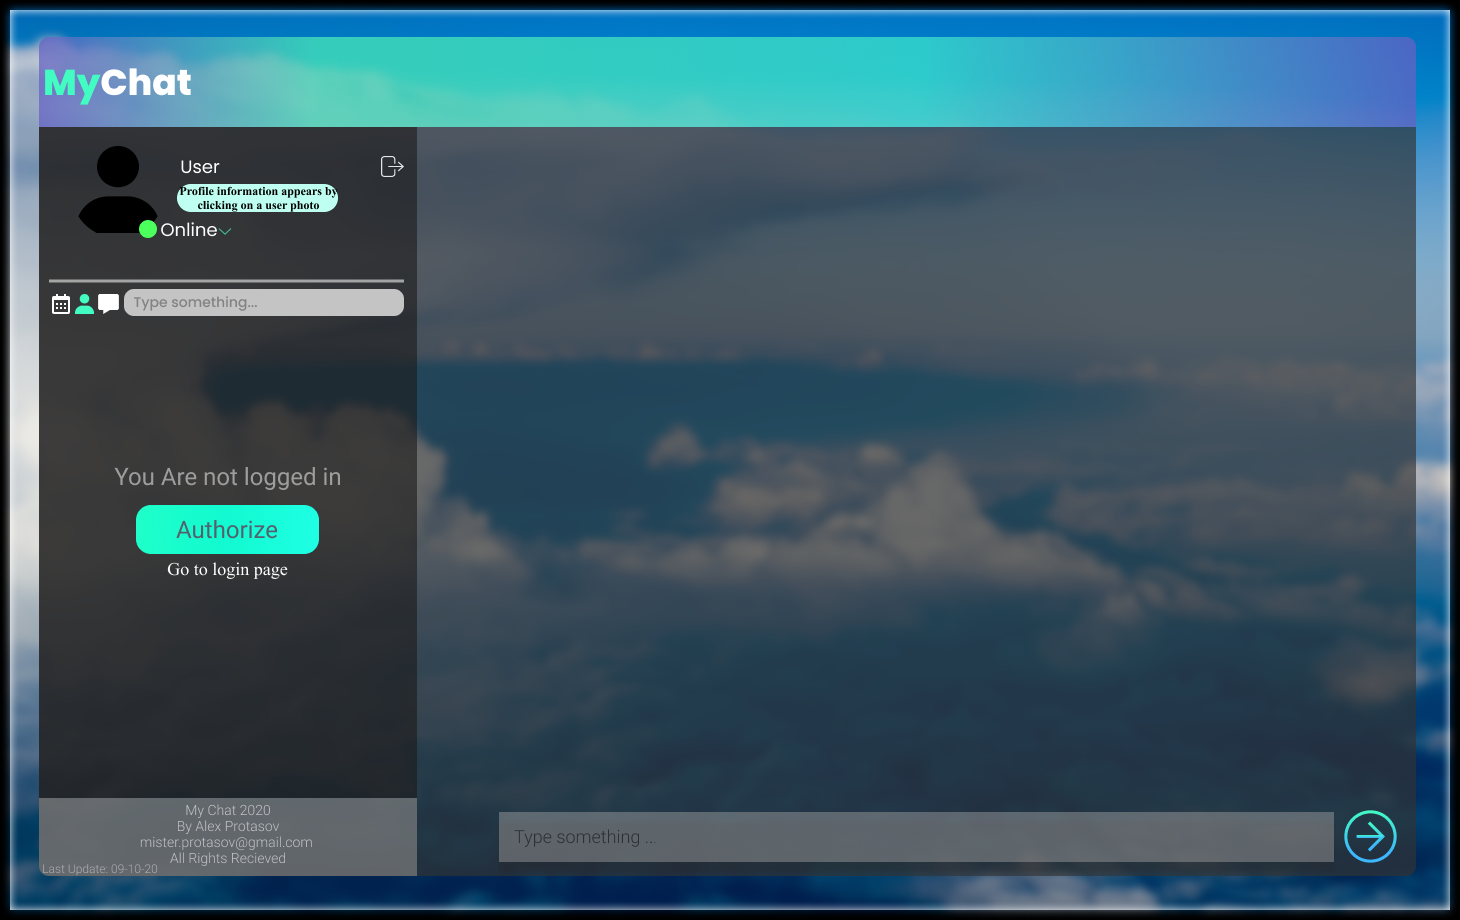 MyChat
User
Profile information appears by
clicking on a user photo
Online
Type something...
You Are not logged in
Authorize
Go to login page
Type something ...
My Chat 2020
By Alex Protasov
mister.protasov@gmail.com
All Rights Recieved
Last Update: 09-10-20